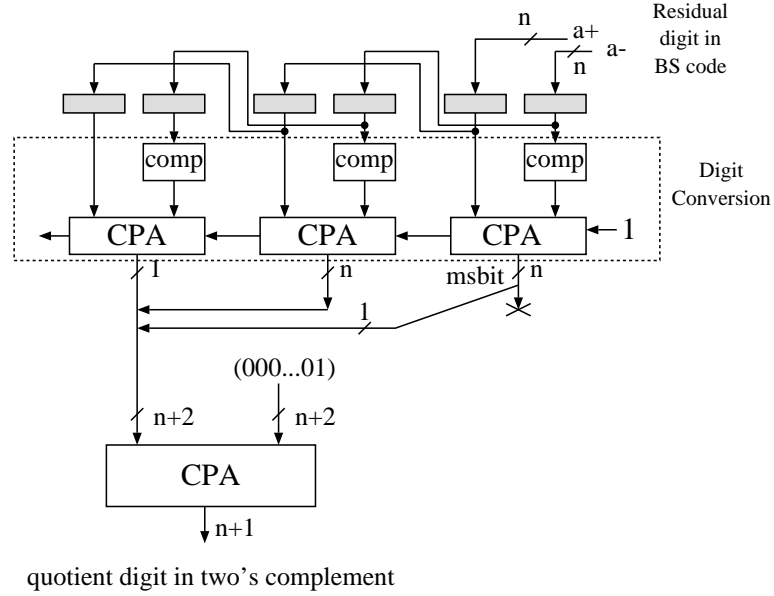 n
a+
a-
n
Residual
digit in
BS code
comp
comp
comp
Digit
Conversion
CPA
CPA
CPA
1
1
n
msbit
n
1
(000...01)
n+2
n+2
CPA
n+1
quotient digit in two's complement